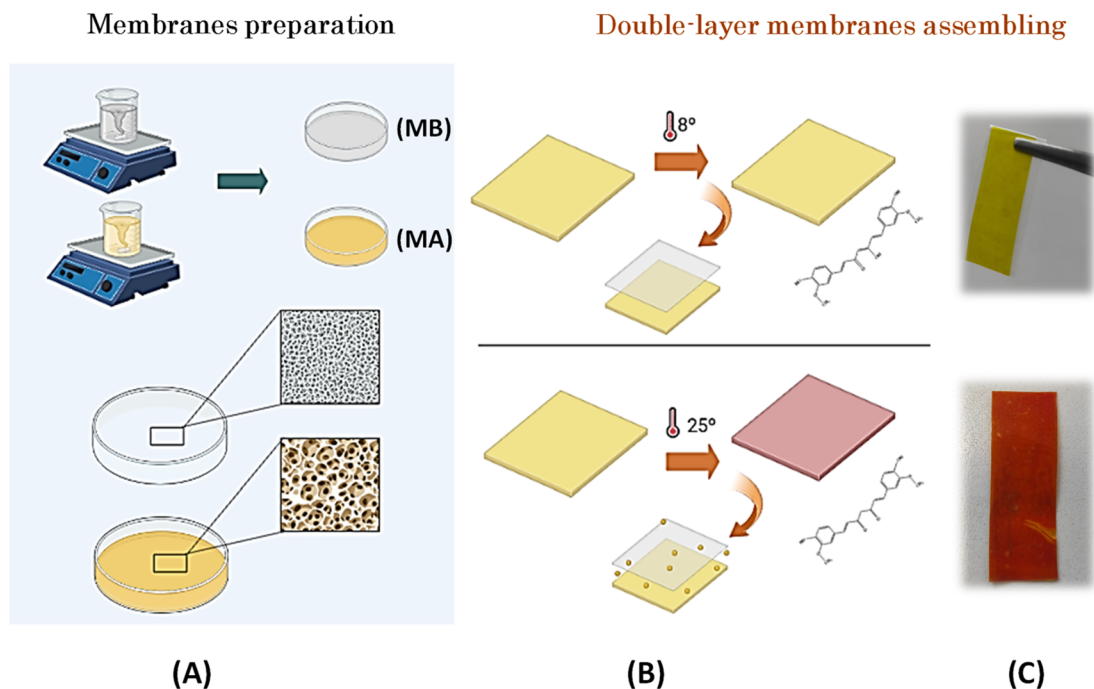 Membranes preparation
Double-layer membranes assembling
(MB)
(MA)
8º
25º
(A)
(B)
(C)